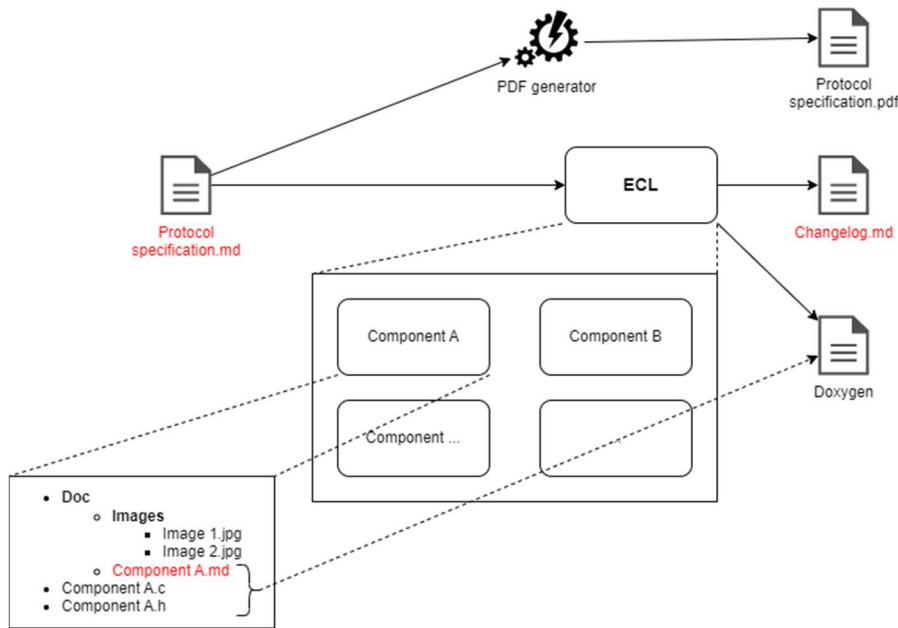 PDF generator
Protocol
specification.pdf
Protocol
specification.md
ECL
Changelog.md
Component A
Component B
Doxygen
Component ...
Doc
Images
Image 1.jpg
Image 2.jpg
Component A.md
Component A.c
Component A.h